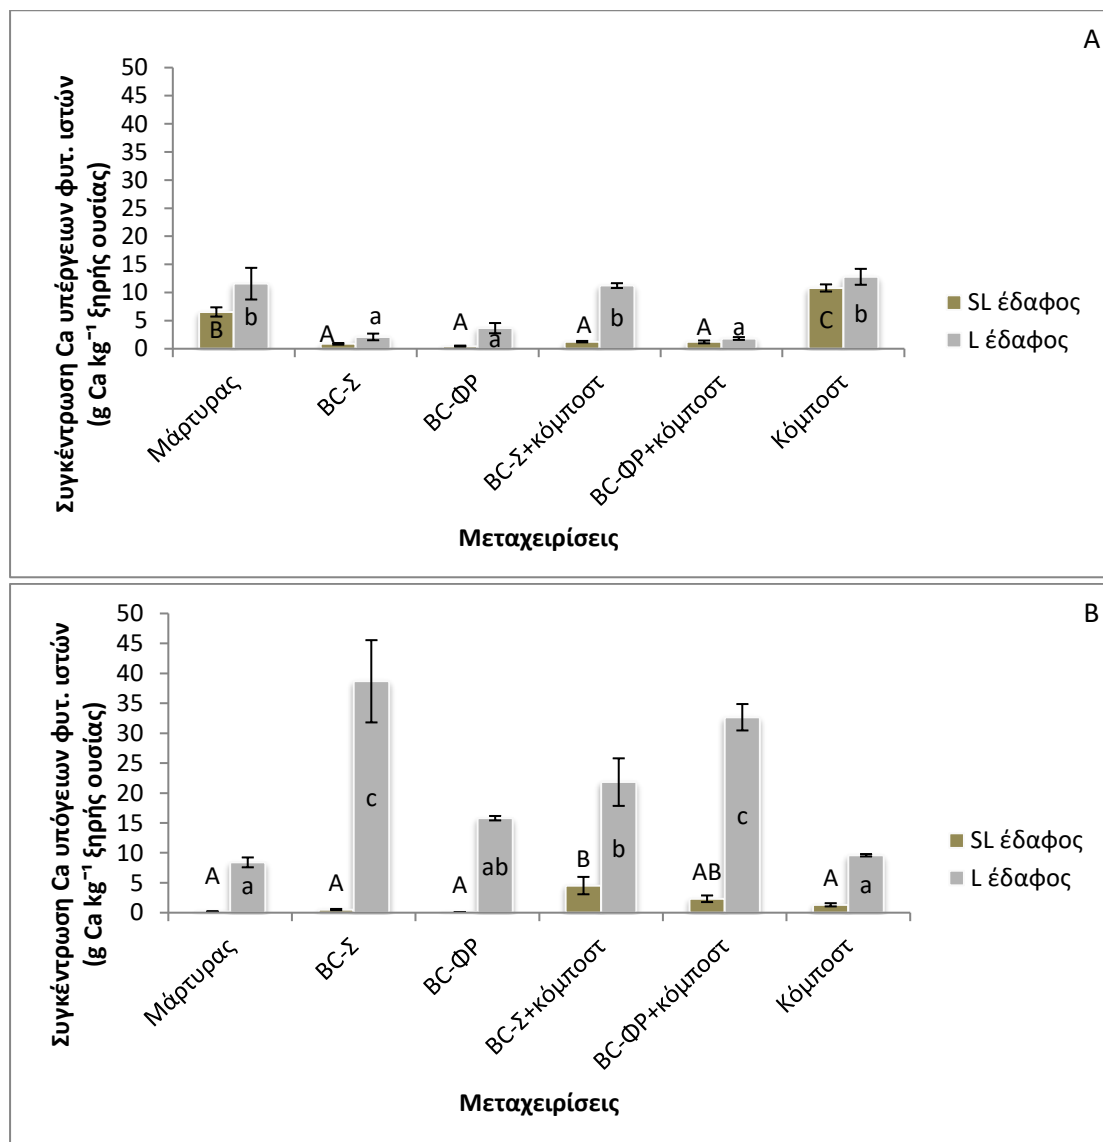 A
Συγκέντρωση Ca υπέργειων φυτ. ιστών
(g Ca kg⁻¹ ξηρής ουσίας)
50
45
40
35
30
25
20
15
10
5
0
B
b
A
a
A
a
A
b
A
a
C
b
Μάρτυρας
BC-Σ
BC-ΦΡ
BC-Σ+κόμποστ
BC-ΦΡ+κόμποστ
Κόμποστ
Μεταχειρίσεις
SL έδαφος
L έδαφος
B
Συγκέντρωση Ca υπόγειων φυτ. ιστών
(g Ca kg⁻¹ ξηρής ουσίας)
50
45
40
35
30
25
20
15
10
5
0
A
a
A
c
A
ab
B
b
AB
c
A
a
Μάρτυρας
BC-Σ
BC-ΦΡ
BC-Σ+κόμποστ
BC-ΦΡ+κόμποστ
Κόμποστ
Μεταχειρίσεις
SL έδαφος
L έδαφος